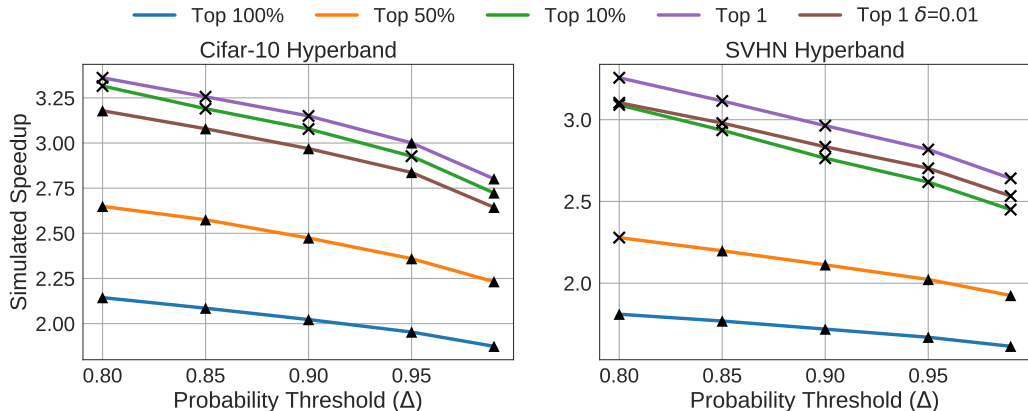 Top 100% Top 50% Top 10% Top 1 Top 1 δ=0.01
Cifar-10 Hyperband
SVHN Hyperband
Simulated Speedup
3.25
3.00
2.75
2.50
2.25
2.00
3.0
2.5
2.0
0.80 0.85 0.90 0.95
0.80 0.85 0.90 0.95
Probability Threshold (Δ)
Probability Threshold (Δ)